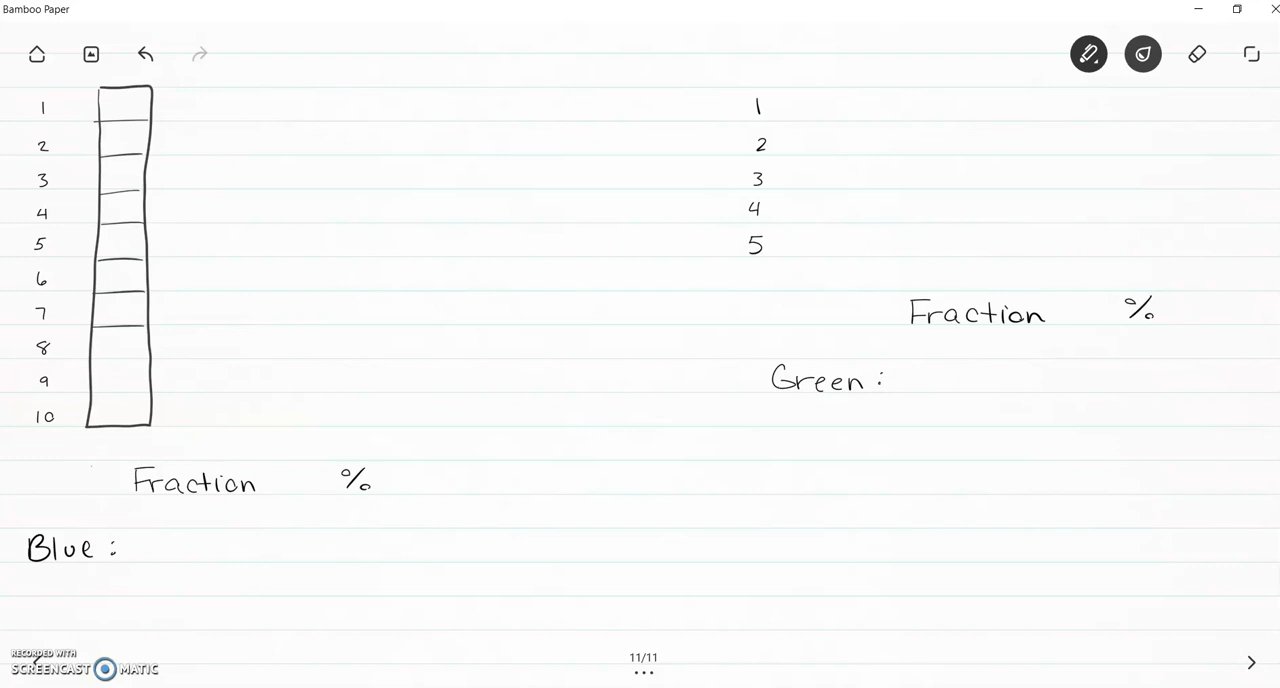 Bamboo Paper
1
2
3
4
5
6
7
8
9
10
Fraction %
Blue:
1
2
3
4
5
Fraction %
Green:
RECORDED WITH
SCREENCAST MATIC
11/11